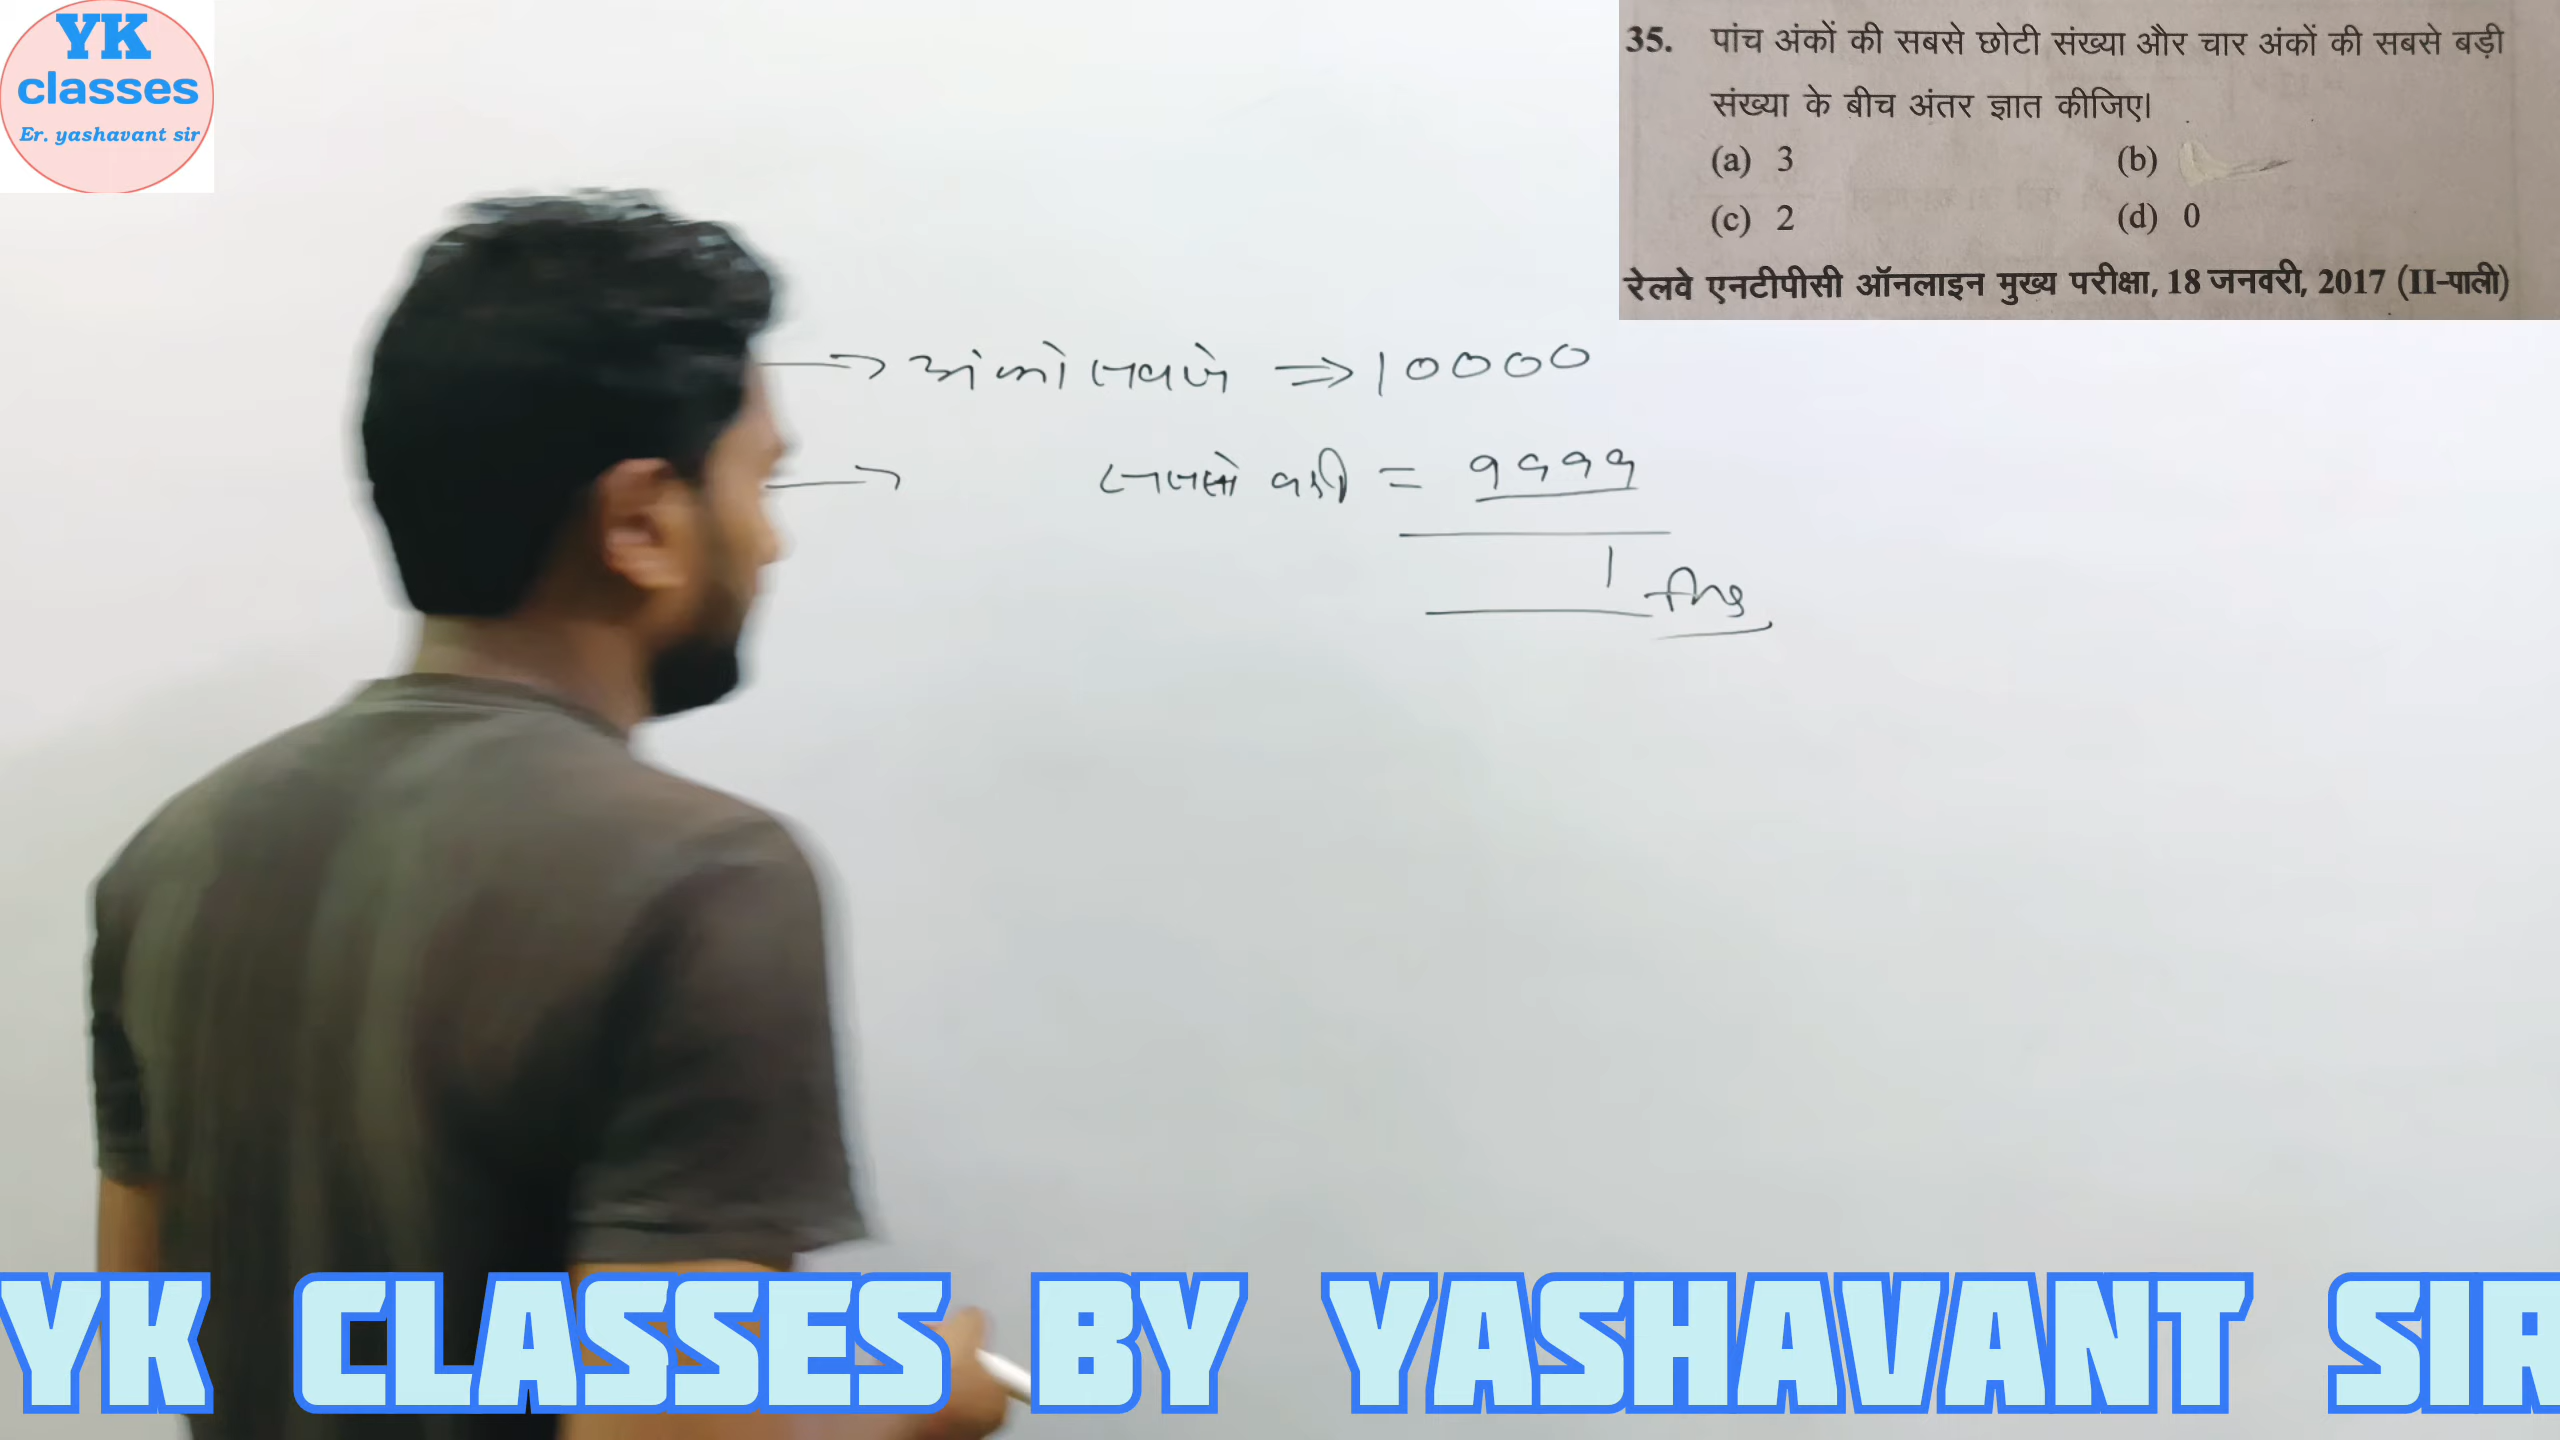 YK
classes
Er. yashavant sir
35. पांच अंकों की सबसे छोटी संख्या और चार अंकों की सबसे बड़ी
संख्या के बीच अंतर ज्ञात कीजिए।
(a) 3 (b)
(c) 2 (d) 0
रेलवे एनटीपीसी ऑनलाइन मुख्य परीक्षा, 18 जनवरी, 2017 (II-पाली)
→ अंको ⇒ 10000
→ = 9999
1 Ans
YK CLASSES BY YASHAVANT SIR